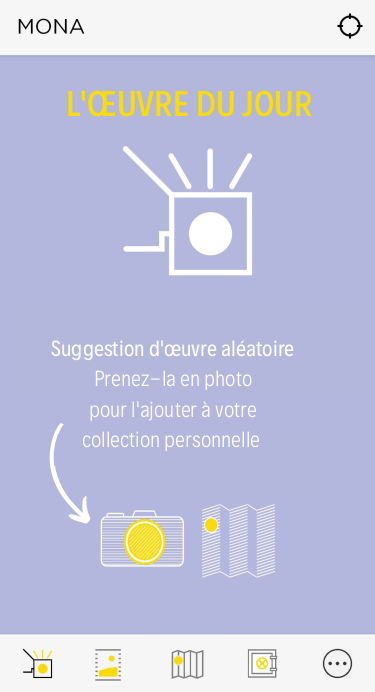 MONA
L'ŒUVRE DU JOUR
Suggestion d'œuvre aléatoire
Prenez-la en photo
pour l'ajouter à votre
collection personnelle